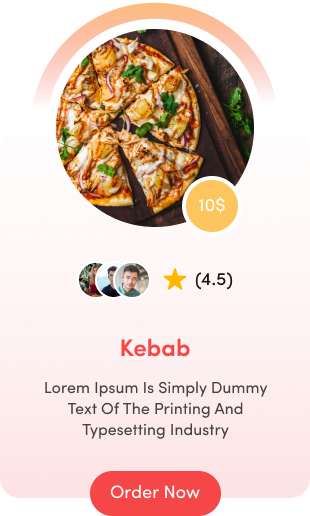 10$
(4.5)
Kebab
Lorem Ipsum Is Simply Dummy
Text Of The Printing And
Typesetting Industry
Order Now